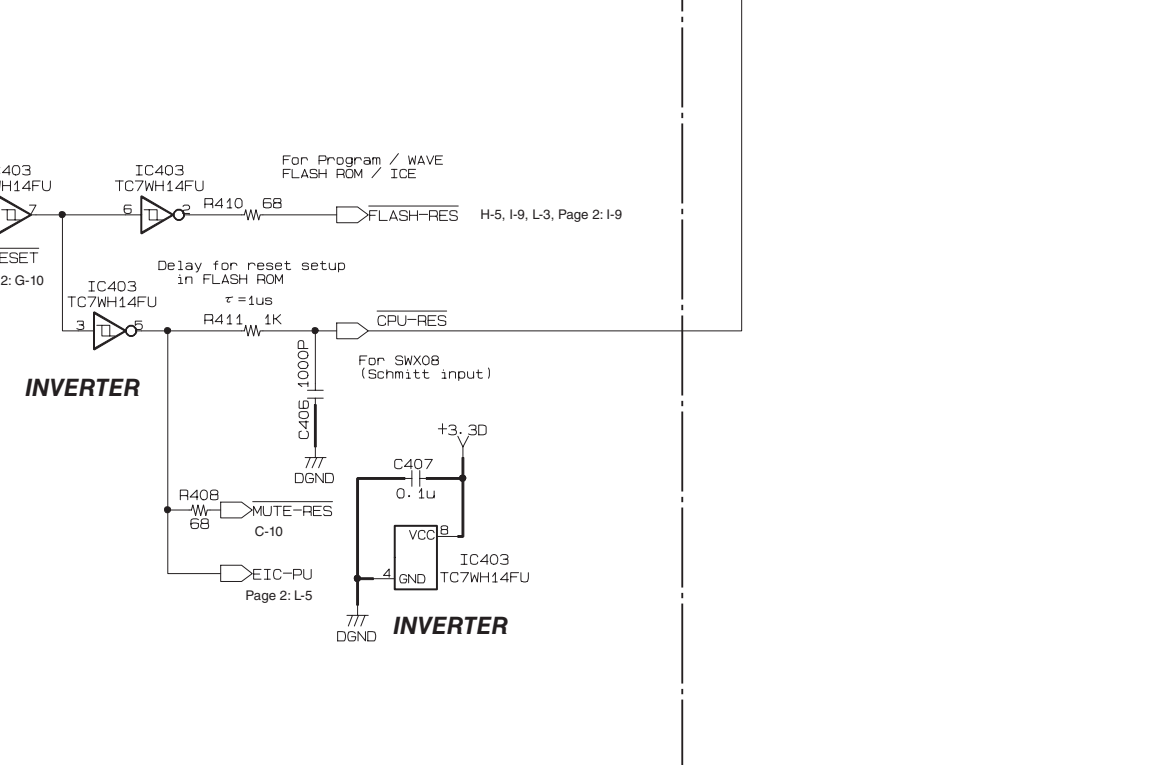 For Program / WAVE
FLASH ROM / ICE
403
IC403
H14FU
TC7WH14FU
7
6
2
R410
68
FLASH-RES
H-5, I-9, L-3, Page 2: I-9
ESET
2: G-10
Delay for reset setup
in FLASH ROM
IC403
TC7WH14FU
τ=1us
3
5
R411
1K
CPU-RES
For SWX08
(Schmitt input)
1000P
C406
INVERTER
DGND
+3.3D
C407
0.1u
R408
68
MUTE-RES
C-10
VCC
8
IC403
TC7WH14FU
4
GND
EIC-PU
Page 2: L-5
DGND
INVERTER